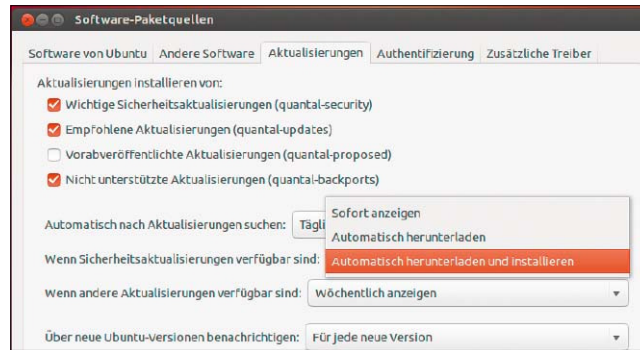 Software-Paketquellen
Software von Ubuntu Andere Software Aktualisierungen Authentifizierung Zusätzliche Treiber
Aktualisierungen installieren von:
Wichtige Sicherheitsaktualisierungen (quantal-security)
Empfohlene Aktualisierungen (quantal-updates)
Vorabveröffentlichte Aktualisierungen (quantal-proposed)
Nicht unterstützte Aktualisierungen (quantal-backports)
Sofort anzeigen
Automatisch nach Aktualisierungen suchen: Tägli
Automatisch herunterladen
Wenn Sicherheitsaktualisierungen verfügbar sind: Automatisch herunterladen und installieren
Wenn andere Aktualisierungen verfügbar sind: Wöchentlich anzeigen
Über neue Ubuntu-Versionen benachrichtigen: Für jede neue Version